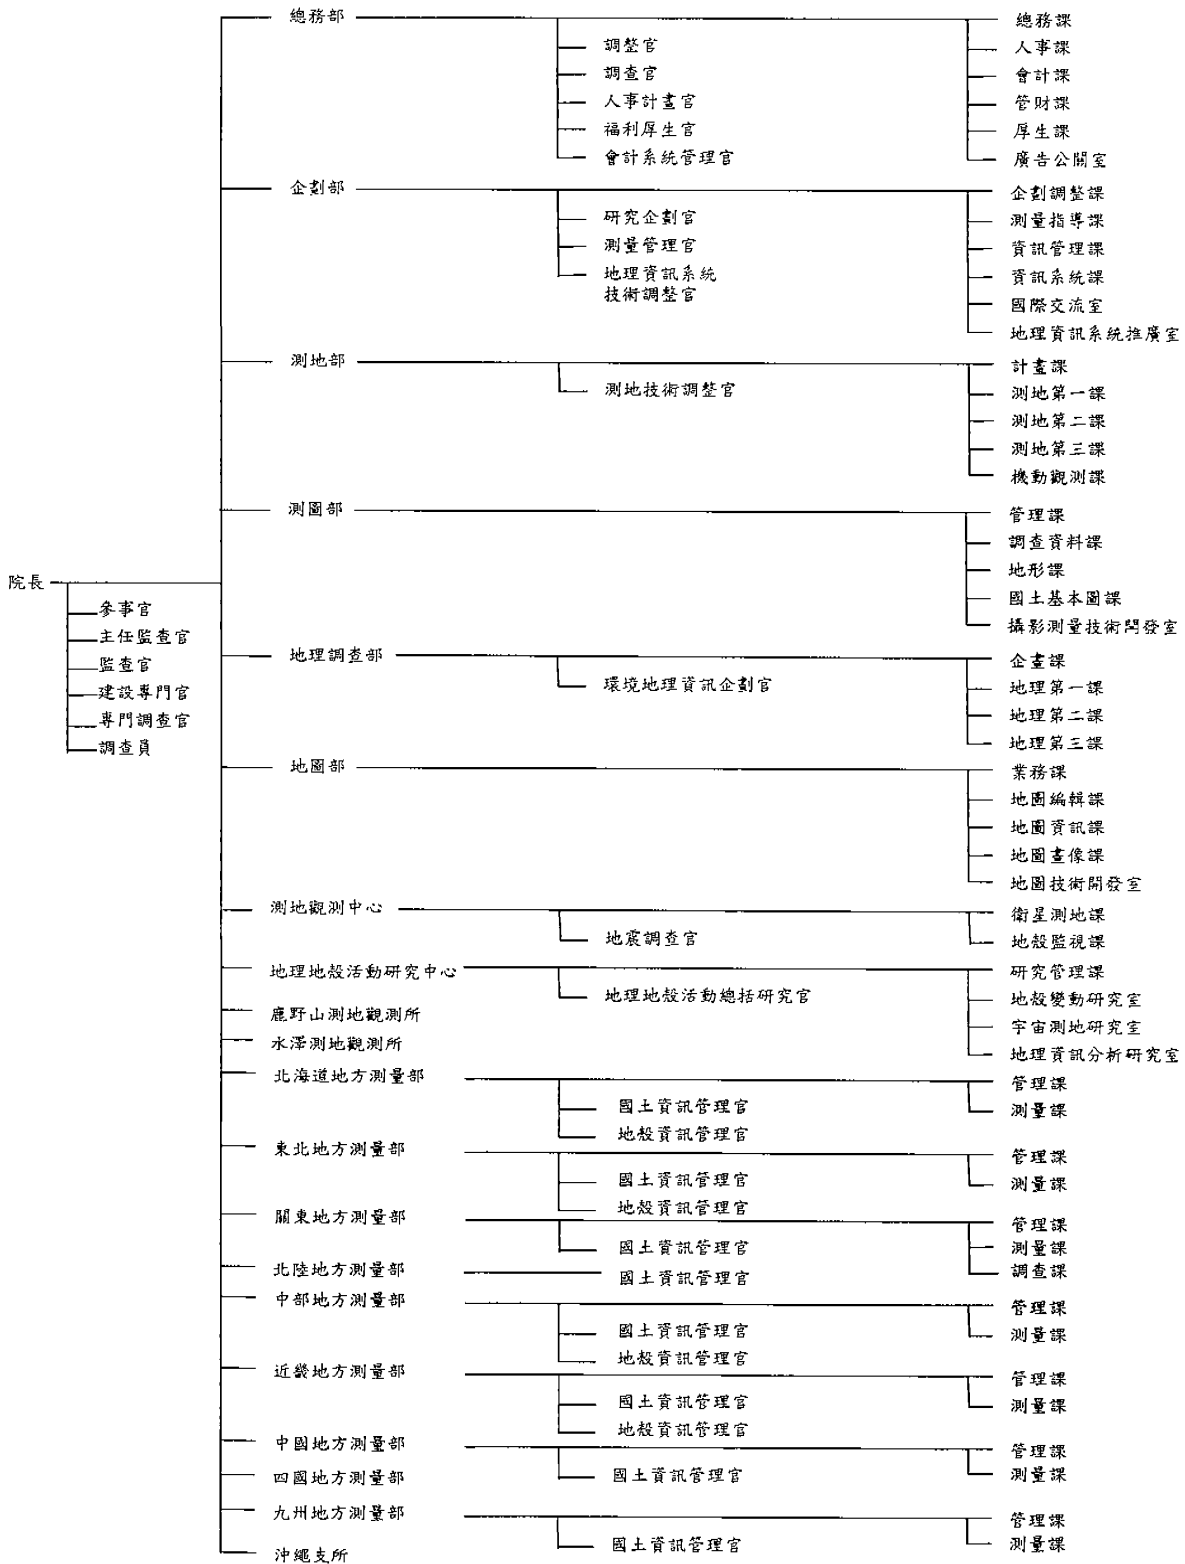 院長
參事官
主任監查官
監查官
建設專門官
專門調查官
調查員
總務部
調整官
調查官
人事計畫官
福利厚生官
會計系統管理官
總務課
人事課
會計課
管財課
厚生課
廣告公關室
企劃部
研究企劃官
測量管理官
地理資訊系統
技術調整官
企劃調整課
測量指導課
資訊管理課
資訊系統課
國際交流室
地理資訊系統推廣室
測地部
測地技術調整官
計畫課
測地第一課
測地第二課
測地第三課
機動觀測課
測圖部
管理課
調查資料課
地形課
國土基本圖課
攝影測量技術開發室
地理調查部
環境地理資訊企劃官
企畫課
地理第一課
地理第二課
地理第三課
地圖部
業務課
地圖編輯課
地圖資訊課
地圖畫像課
地圖技術開發室
測地觀測中心
地震調查官
衛星測地課
地殼監視課
地理地殼活動研究中心
地理地殼活動總括研究官
研究管理課
地殼變動研究室
宇宙測地研究室
地理資訊分析研究室
鹿野山測地觀測所
水澤測地觀測所
北海道地方測量部
國土資訊管理官
地殼資訊管理官
管理課
測量課
東北地方測量部
國土資訊管理官
地殼資訊管理官
管理課
測量課
關東地方測量部
國土資訊管理官
管理課
測量課
調查課
北陸地方測量部
國土資訊管理官
中部地方測量部
國土資訊管理官
地殼資訊管理官
管理課
測量課
近畿地方測量部
國土資訊管理官
地殼資訊管理官
管理課
測量課
中國地方測量部
國土資訊管理官
管理課
測量課
四國地方測量部
九州地方測量部
國土資訊管理官
管理課
測量課
沖繩支所